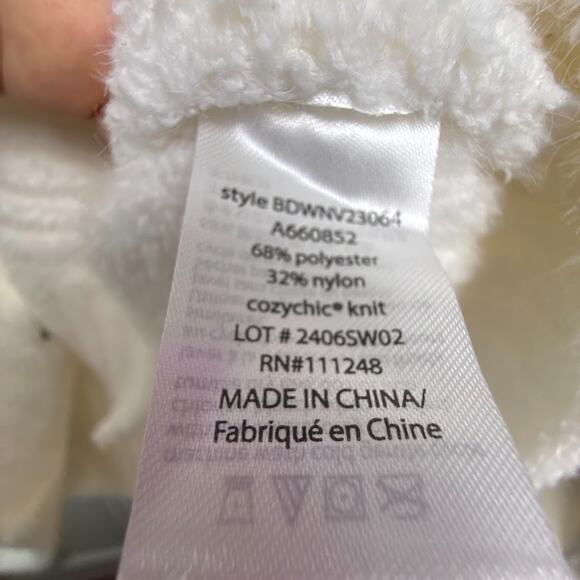 style BDWNV23064
A660852
68% polyester
32% nylon
cozychic® knit
LOT # 2406SW02
RN#111248
MADE IN CHINA/
Fabriqué en Chine